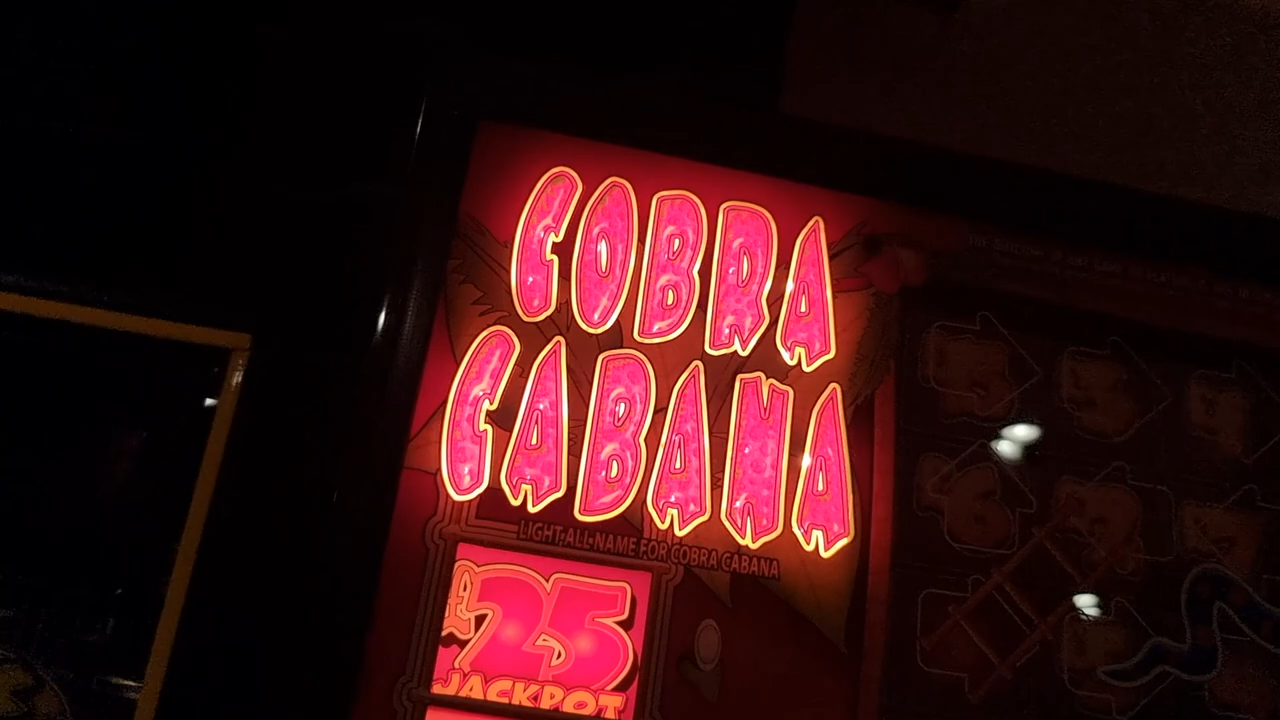 COBRA
CABANA
LIGHT ALL NAME FOR COBRA CABANA
£25
JACKPOT